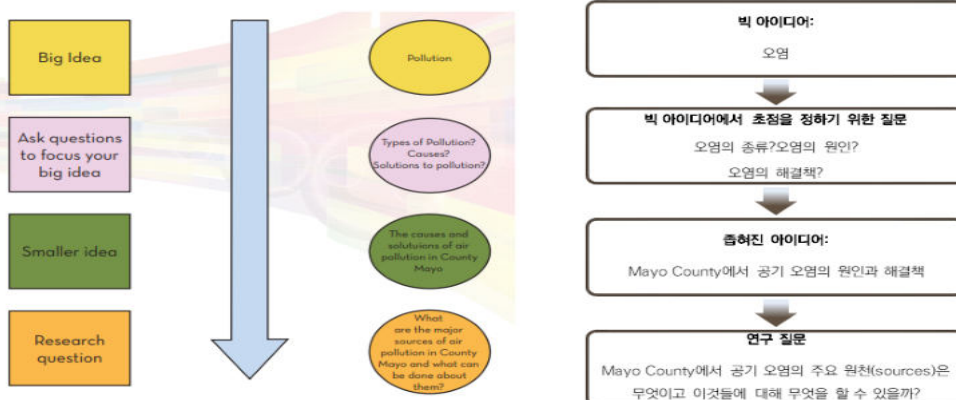 Big Idea
Pollution
Ask questions
to focus your
big idea
Types of Pollution?
Causes?
Solutions to pollution?
Smaller idea
The causes and
solutuions of air
pollution in County
Mayo
Research
question
What
are the major
sources of air
pollution in County
Mayo and what can
be done about
them?
빅 아이디어:
오염
빅 아이디어에서 초점을 정하기 위한 질문
오염의 종류?오염의 원인?
오염의 해결책?
좁혀진 아이디어:
Mayo County에서 공기 오염의 원인과 해결책
연구 질문
Mayo County에서 공기 오염의 주요 원천(sources)은
무엇이고 이것들에 대해 무엇을 할 수 있을까?